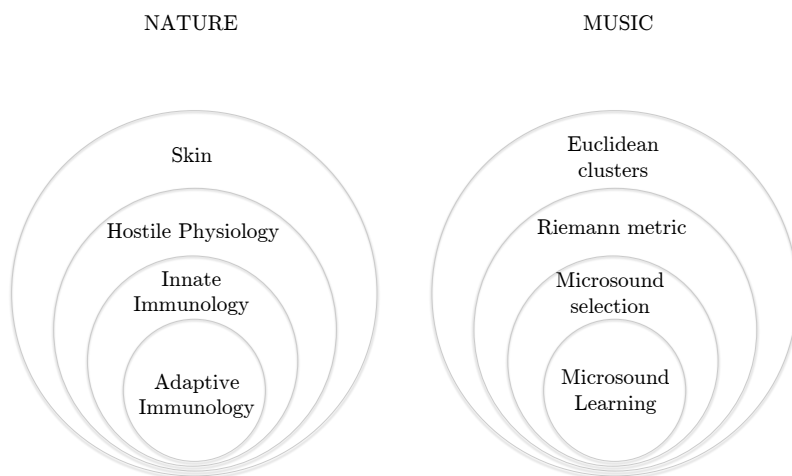 NATURE
MUSIC
Skin
Hostile Physiology
Innate
Immunology
Adaptive
Immunology
Euclidean
clusters
Riemann metric
Microsound
selection
Microsound
Learning